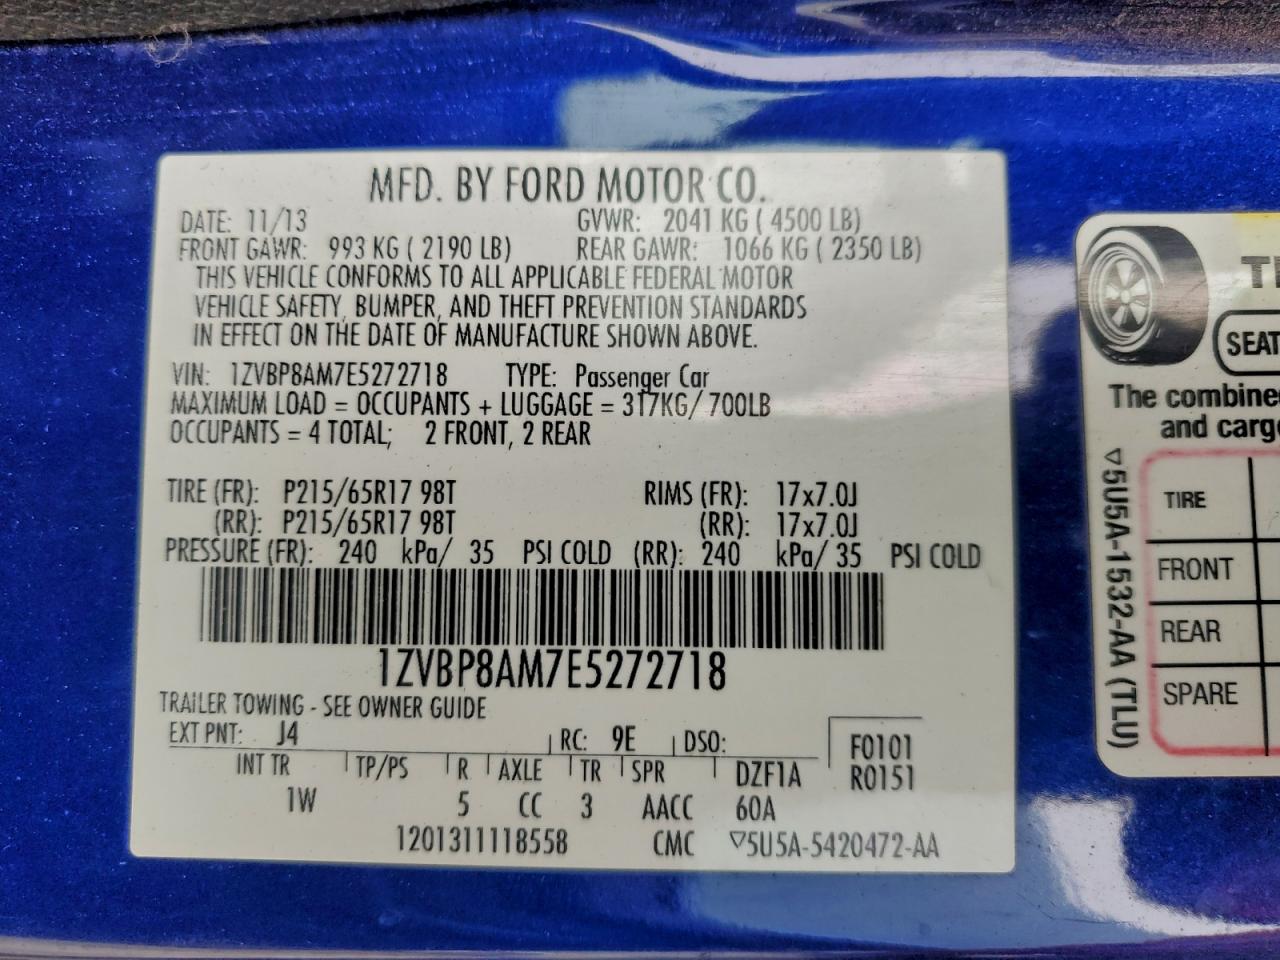 MFD. BY FORD MOTOR CO.
DATE: 11/13 GVWR: 2041 KG ( 4500 LB)
FRONT GAWR: 993 KG ( 2190 LB) REAR GAWR: 1066 KG ( 2350 LB)
THIS VEHICLE CONFORMS TO ALL APPLICABLE FEDERAL MOTOR
VEHICLE SAFETY, BUMPER, AND THEFT PREVENTION STANDARDS
IN EFFECT ON THE DATE OF MANUFACTURE SHOWN ABOVE.
VIN: 1ZVBP8AM7E5272718 TYPE: Passenger Car
MAXIMUM LOAD = OCCUPANTS + LUGGAGE = 317KG/ 700LB
OCCUPANTS = 4 TOTAL; 2 FRONT, 2 REAR
TIRE (FR): P215/65R17 98T RIMS (FR): 17x7.0J
(RR): P215/65R17 98T (RR): 17x7.0J
PRESSURE (FR): 240 kPa/ 35 PSI COLD (RR): 240 kPa/ 35 PSI COLD
1ZVBP8AM7E5272718
TRAILER TOWING - SEE OWNER GUIDE
EXT PNT: J4 RC: 9E DSO: F0101
INT TR TP/PS R AXLE TR SPR DZF1A R0151
1W 5 CC 3 AACC 60A
1201311118558 CMC ▽5U5A-5420472-AA
SEAT
The combine
and carg
TIRE
FRONT
REAR
SPARE
▽5U5A-1532-AA (TLU)